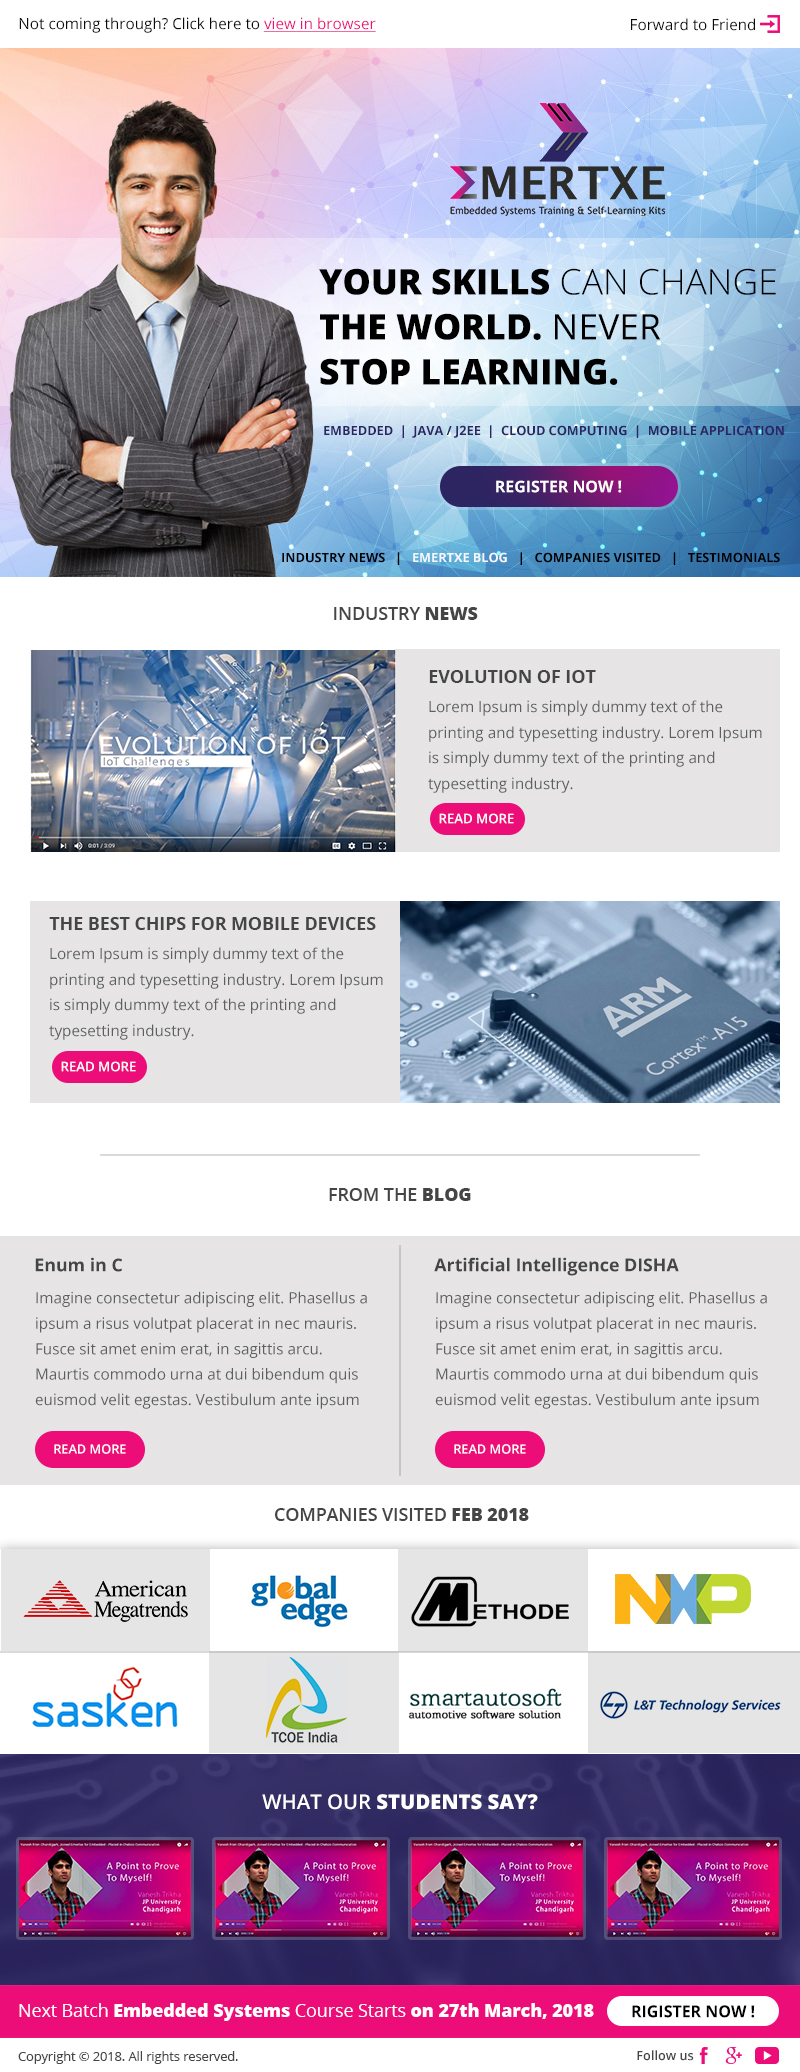 Not coming through? Click here to view in browser
Forward to Friend
EMERTXE
Embedded Systems Training & Self-Learning Kits
YOUR SKILLS CAN CHANGE
THE WORLD. NEVER
STOP LEARNING.
EMBEDDED | JAVA / J2EE | CLOUD COMPUTING | MOBILE APPLICATION
REGISTER NOW !
INDUSTRY NEWS | EMERTXE BLOG | COMPANIES VISITED | TESTIMONIALS
INDUSTRY NEWS
EVOLUTION OF IOT
IoT Challenges
0:01 / 3:09
EVOLUTION OF IOT
Lorem Ipsum is simply dummy text of the
printing and typesetting industry. Lorem Ipsum
is simply dummy text of the printing and
typesetting industry.
READ MORE
THE BEST CHIPS FOR MOBILE DEVICES
Lorem Ipsum is simply dummy text of the
printing and typesetting industry. Lorem Ipsum
is simply dummy text of the printing and
typesetting industry.
READ MORE
ARM
Cortex™-A15
FROM THE BLOG
Enum in C
Imagine consectetur adipiscing elit. Phasellus a
ipsum a risus volutpat placerat in nec mauris.
Fusce sit amet enim erat, in sagittis arcu.
Maurtis commodo urna at dui bibendum quis
euismod velit egestas. Vestibulum ante ipsum
READ MORE
Artificial Intelligence DISHA
Imagine consectetur adipiscing elit. Phasellus a
ipsum a risus volutpat placerat in nec mauris.
Fusce sit amet enim erat, in sagittis arcu.
Maurtis commodo urna at dui bibendum quis
euismod velit egestas. Vestibulum ante ipsum
READ MORE
COMPANIES VISITED FEB 2018
American
Megatrends
global
edge
METHODE
NXP
sasken
TCOE India
smartautosoft
automotive software solution
L&T Technology Services
WHAT OUR STUDENTS SAY?
A Point to Prove
To Myself!
Vanesh Trikha
JP University
Chandigarh
A Point to Prove
To Myself!
Vanesh Trikha
JP University
Chandigarh
A Point to Prove
To Myself!
Vanesh Trikha
JP University
Chandigarh
A Point to Prove
To Myself!
Vanesh Trikha
JP University
Chandigarh
Next Batch Embedded Systems Course Starts on 27th March, 2018
RIGISTER NOW !
Copyright © 2018. All rights reserved.
Follow us